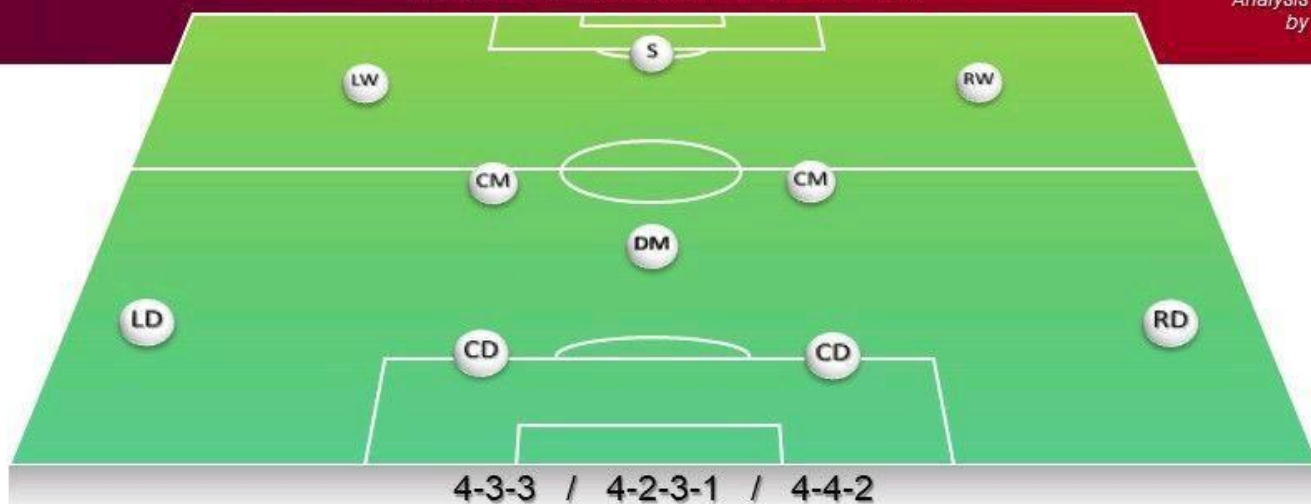 Analysis
by
S
LW RW
CM CM
DM
LD RD
CD CD
4-3-3 / 4-2-3-1 / 4-4-2